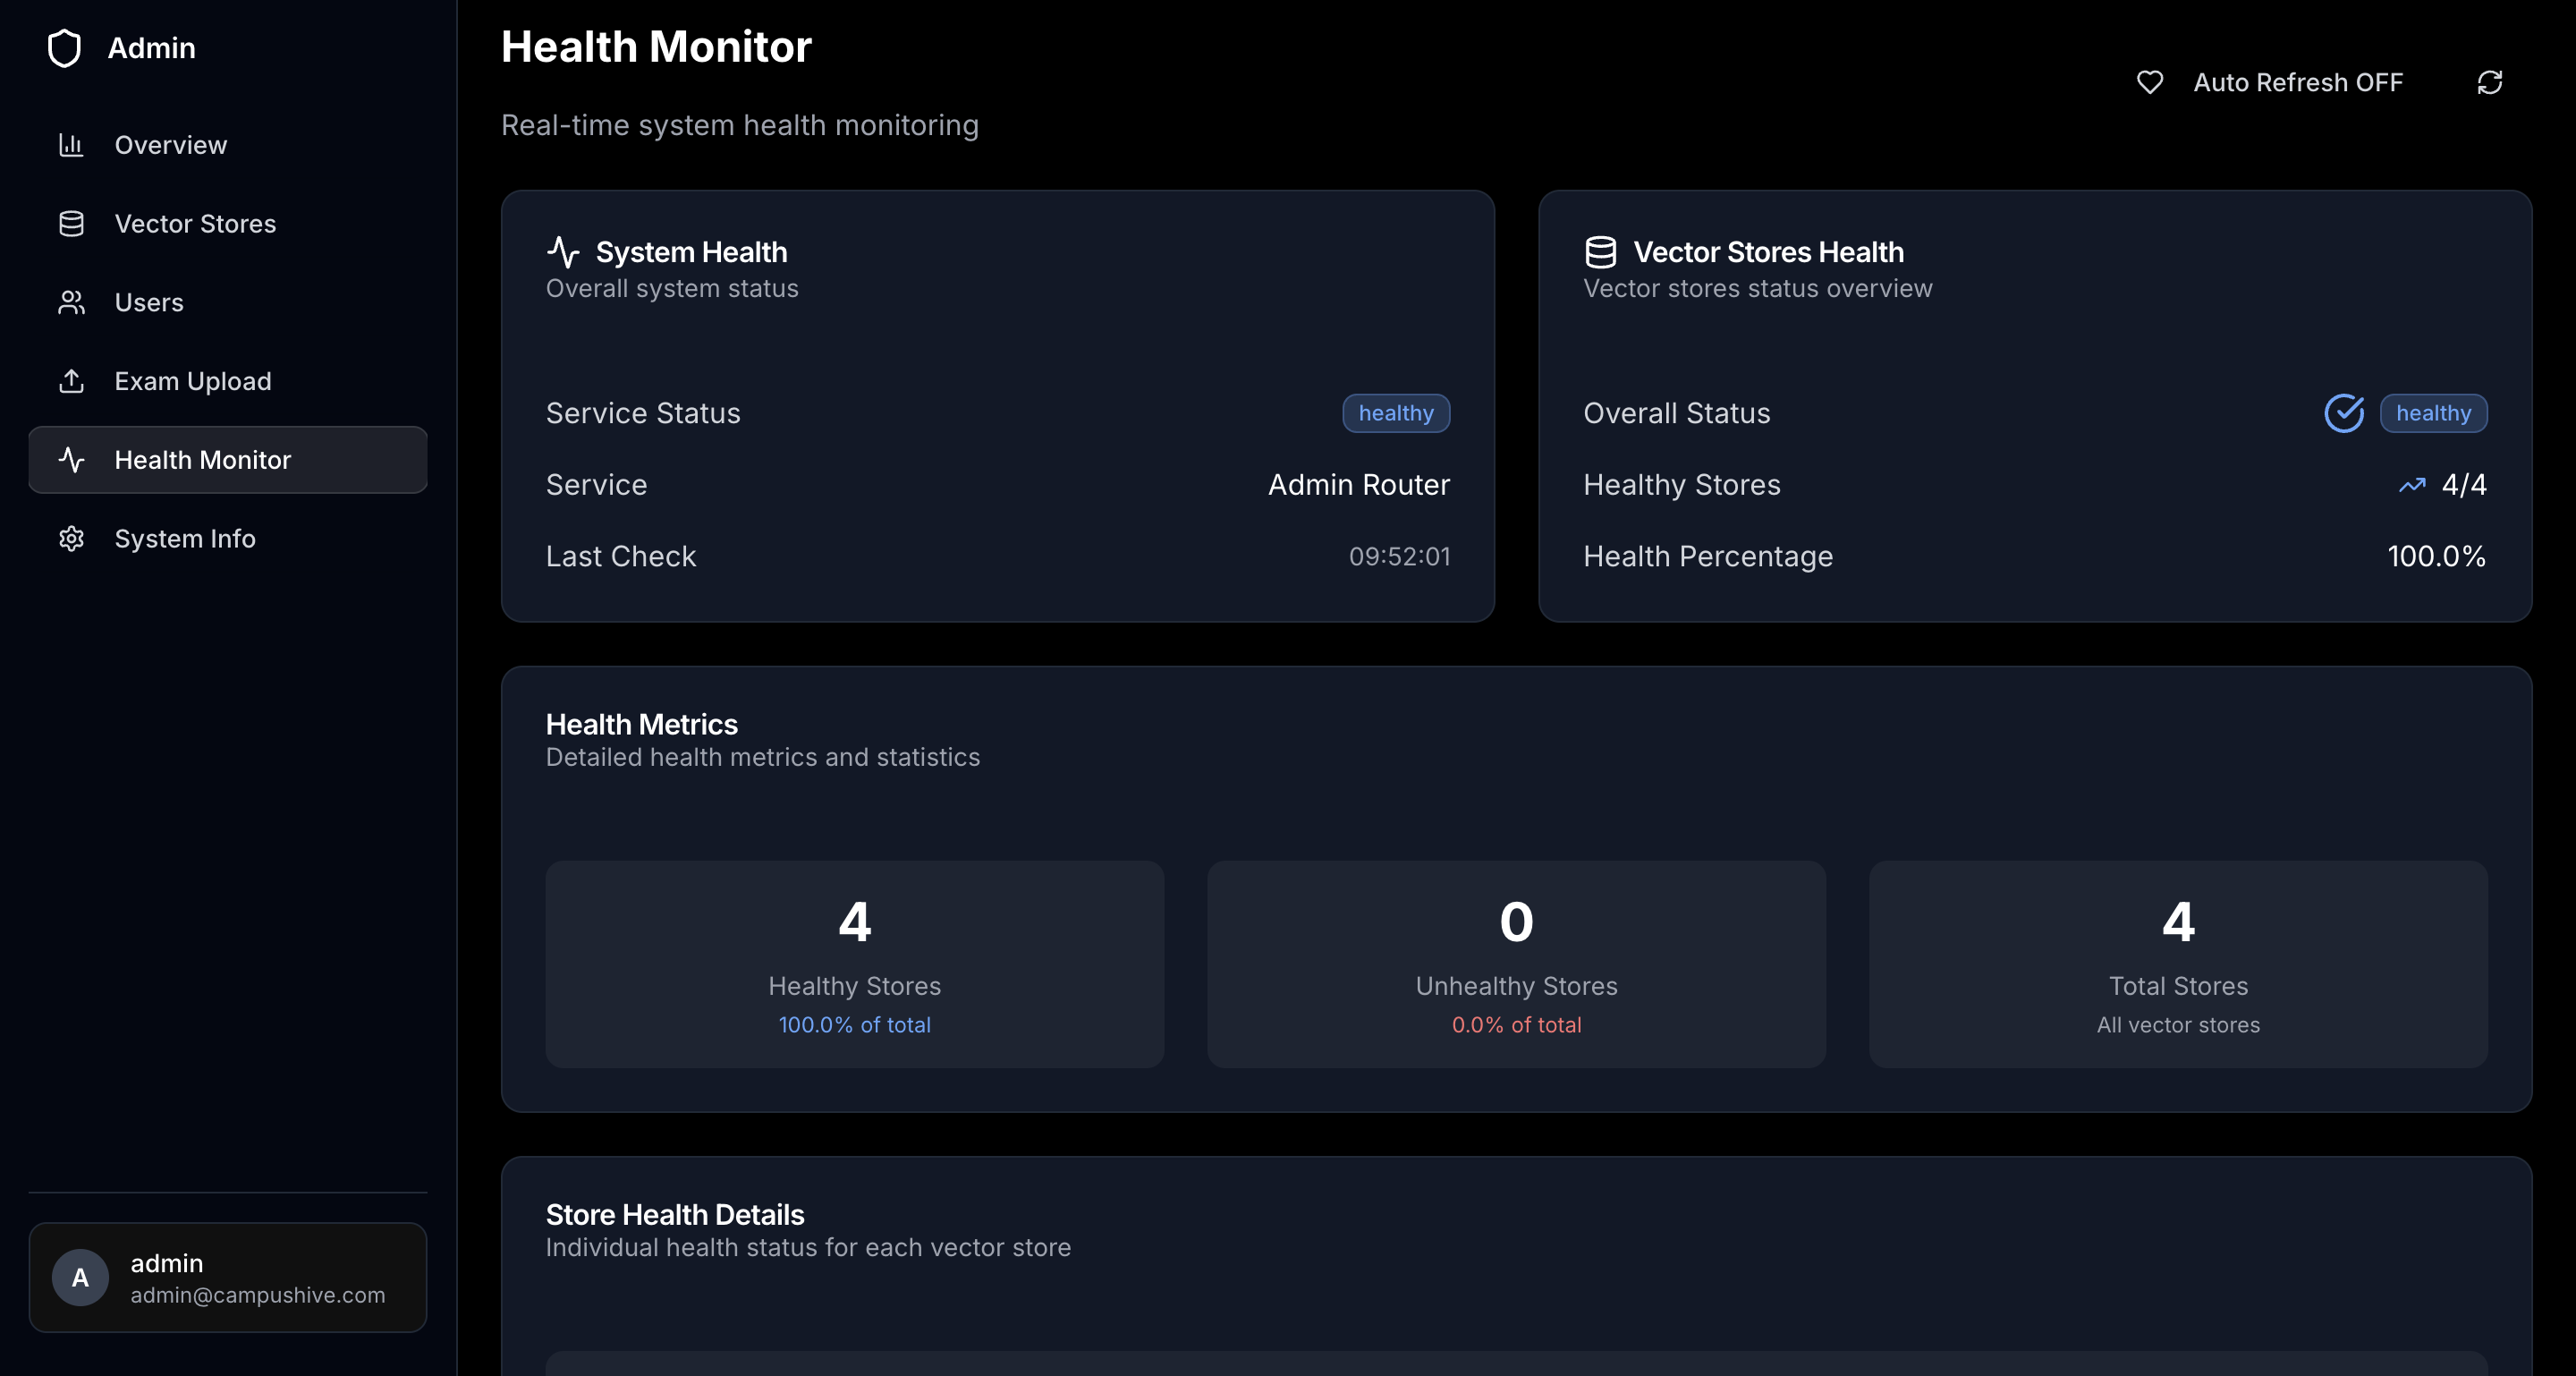 Admin
Overview
Vector Stores
Users
Exam Upload
Health Monitor
System Info
A
admin
admin@campushive.com
Health Monitor
Real-time system health monitoring
Auto Refresh OFF
System Health
Overall system status
Service Status healthy
Service Admin Router
Last Check 09:52:01
Vector Stores Health
Vector stores status overview
Overall Status healthy
Healthy Stores 4/4
Health Percentage 100.0%
Health Metrics
Detailed health metrics and statistics
4
Healthy Stores
100.0% of total
0
Unhealthy Stores
0.0% of total
4
Total Stores
All vector stores
Store Health Details
Individual health status for each vector store